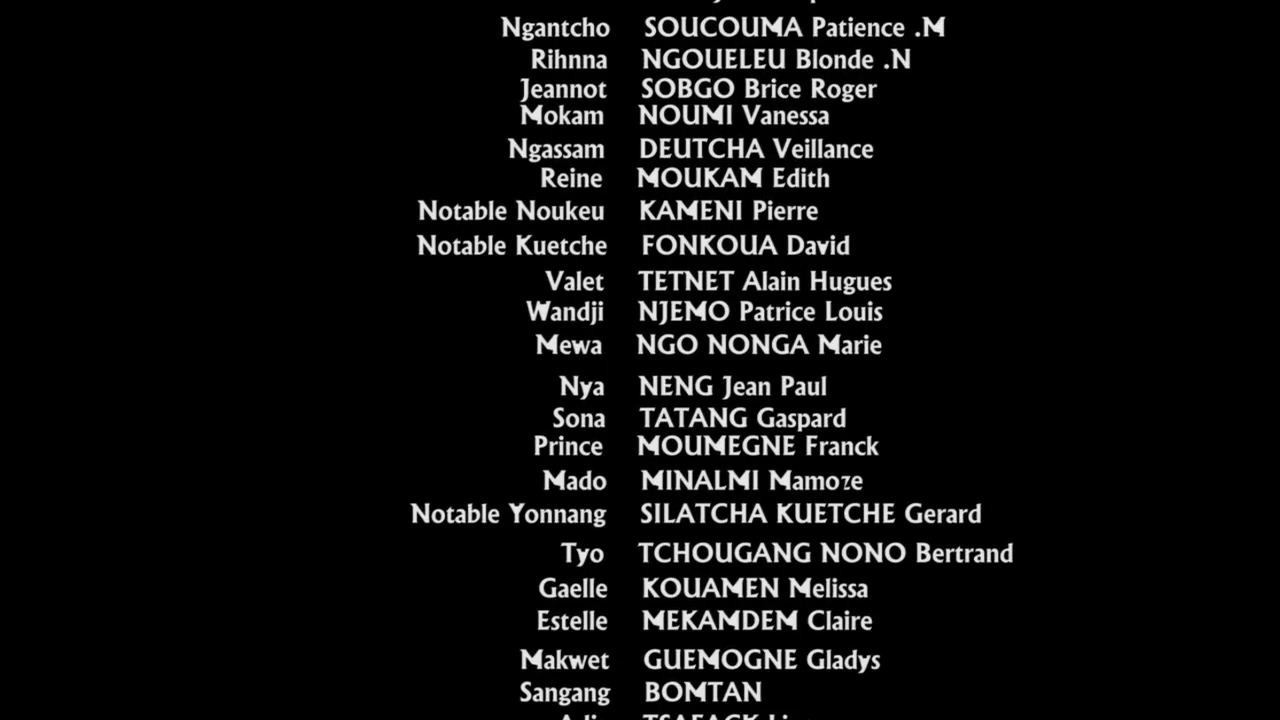 Ngantcho SOUCOUMA Patience .M
Rihnna NGOUELEU Blonde .N
Jeannot SOBGO Brice Roger
Mokam NOUMI Vanessa
Ngassam DEUTCHA Veillance
Reine MOUKAM Edith
Notable Noukeu KAMENI Pierre
Notable Kuetche FONKOUA David
Valet TETNET Alain Hugues
Wandji NJEMO Patrice Louis
Mewa NGO NONGA Marie
Nya NENG Jean Paul
Sona TATANG Gaspard
Prince MOUMEGNE Franck
Mado MINALMI Mamoze
Notable Yonnang SILATCHA KUETCHE Gerard
Tyo TCHOUGANG NONO Bertrand
Gaelle KOUAMEN Melissa
Estelle MEKAMDEM Claire
Makwet GUEMOGNE Gladys
Sangang BOMTAN